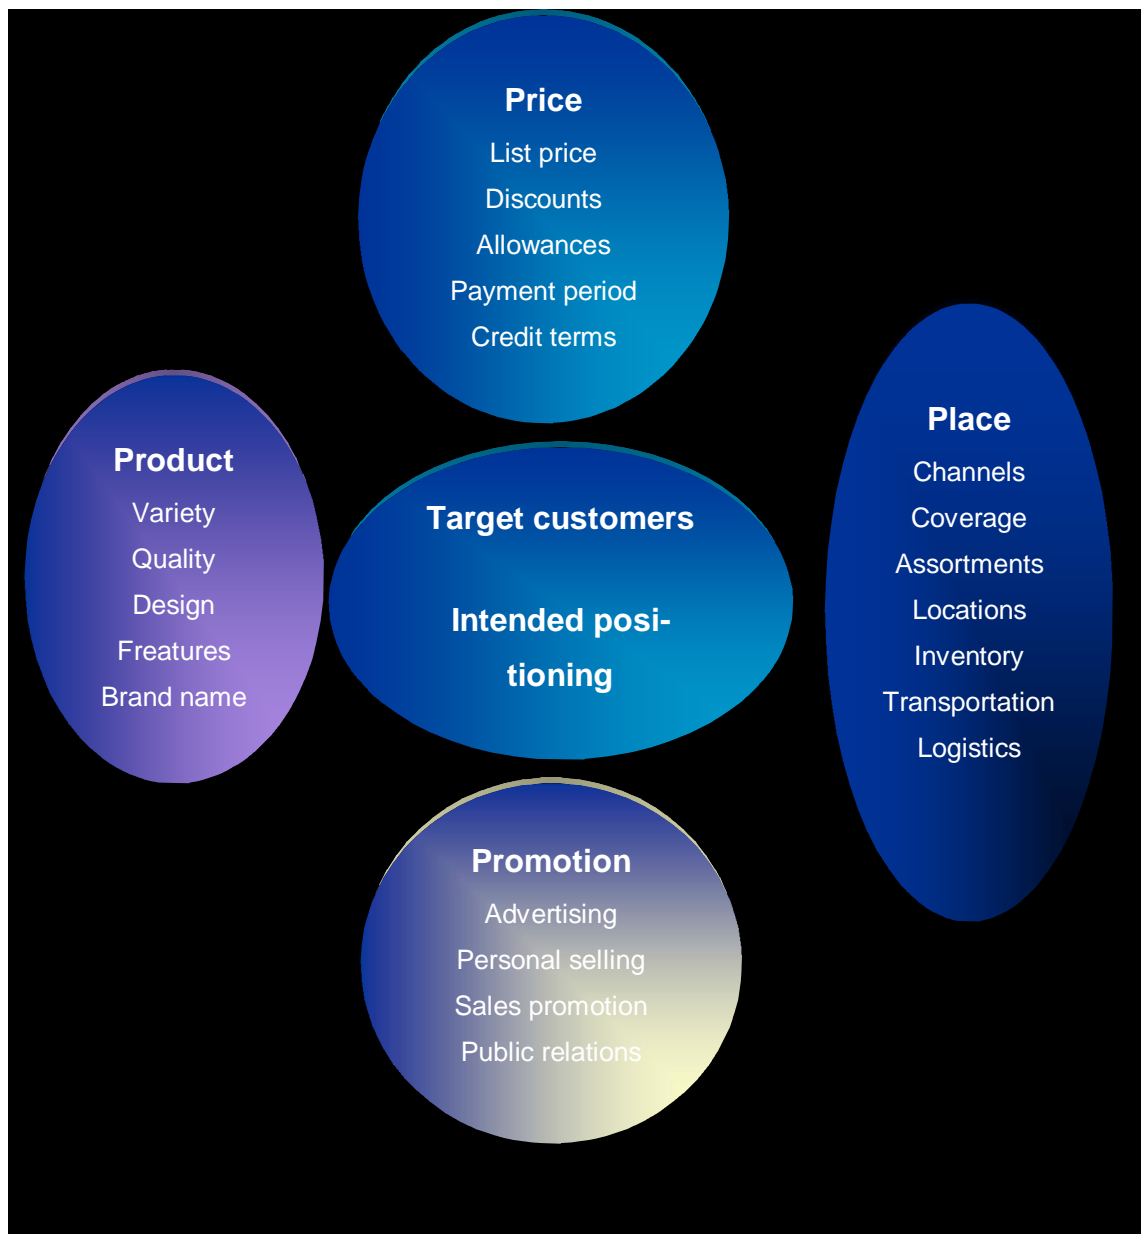 Price
List price
Discounts
Allowances
Payment period
Credit terms
Product
Variety
Quality
Design
Freatures
Brand name
Target customers
Intended posi-
tioning
Place
Channels
Coverage
Assortments
Locations
Inventory
Transportation
Logistics
Promotion
Advertising
Personal selling
Sales promotion
Public relations